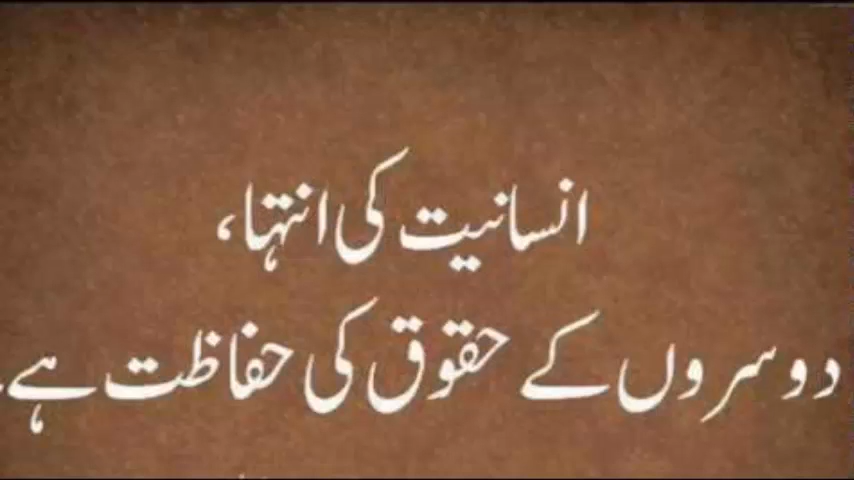 انسانیت کی انتہا،
دوسروں کے حقوق کی حفاظت ہے۔